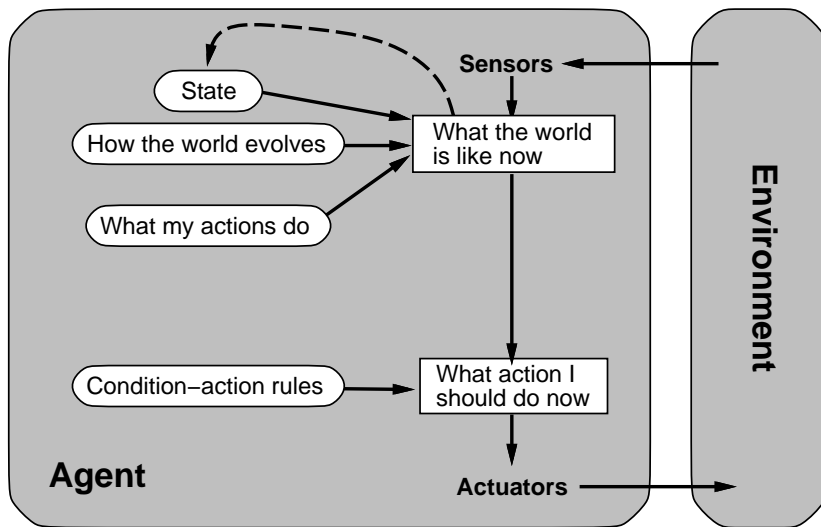 Sensors
State
How the world evolves
What the world
is like now
What my actions do
Environment
Condition−action rules
What action I
should do now
Agent
Actuators